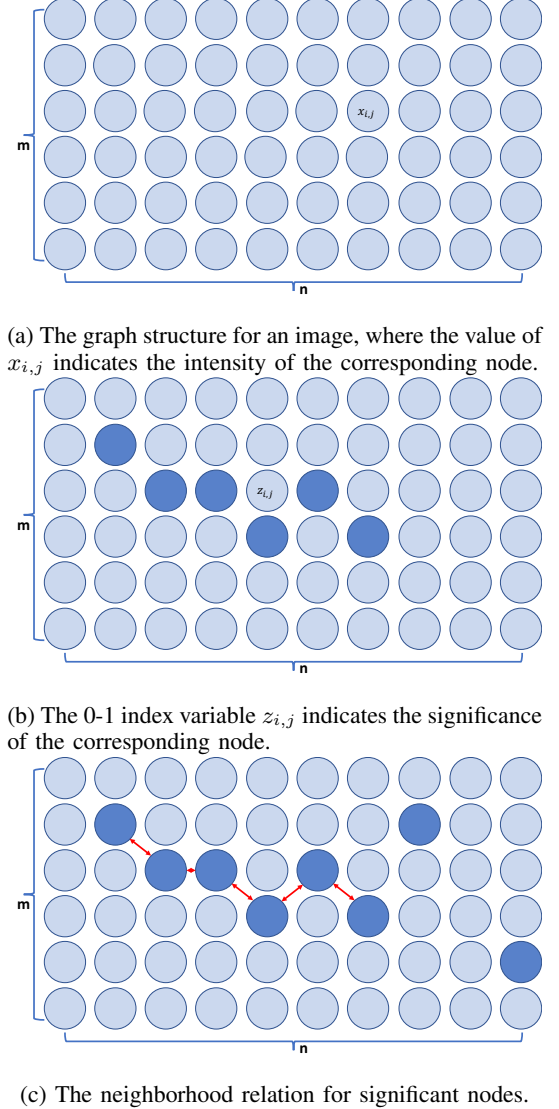 x_{i,j}
m
n
(a) The graph structure for an image, where the value of
x_{i,j} indicates the intensity of the corresponding node.
z_{i,j}
m
n
(b) The 0-1 index variable z_{i,j} indicates the significance
of the corresponding node.
m
n
(c) The neighborhood relation for significant nodes.